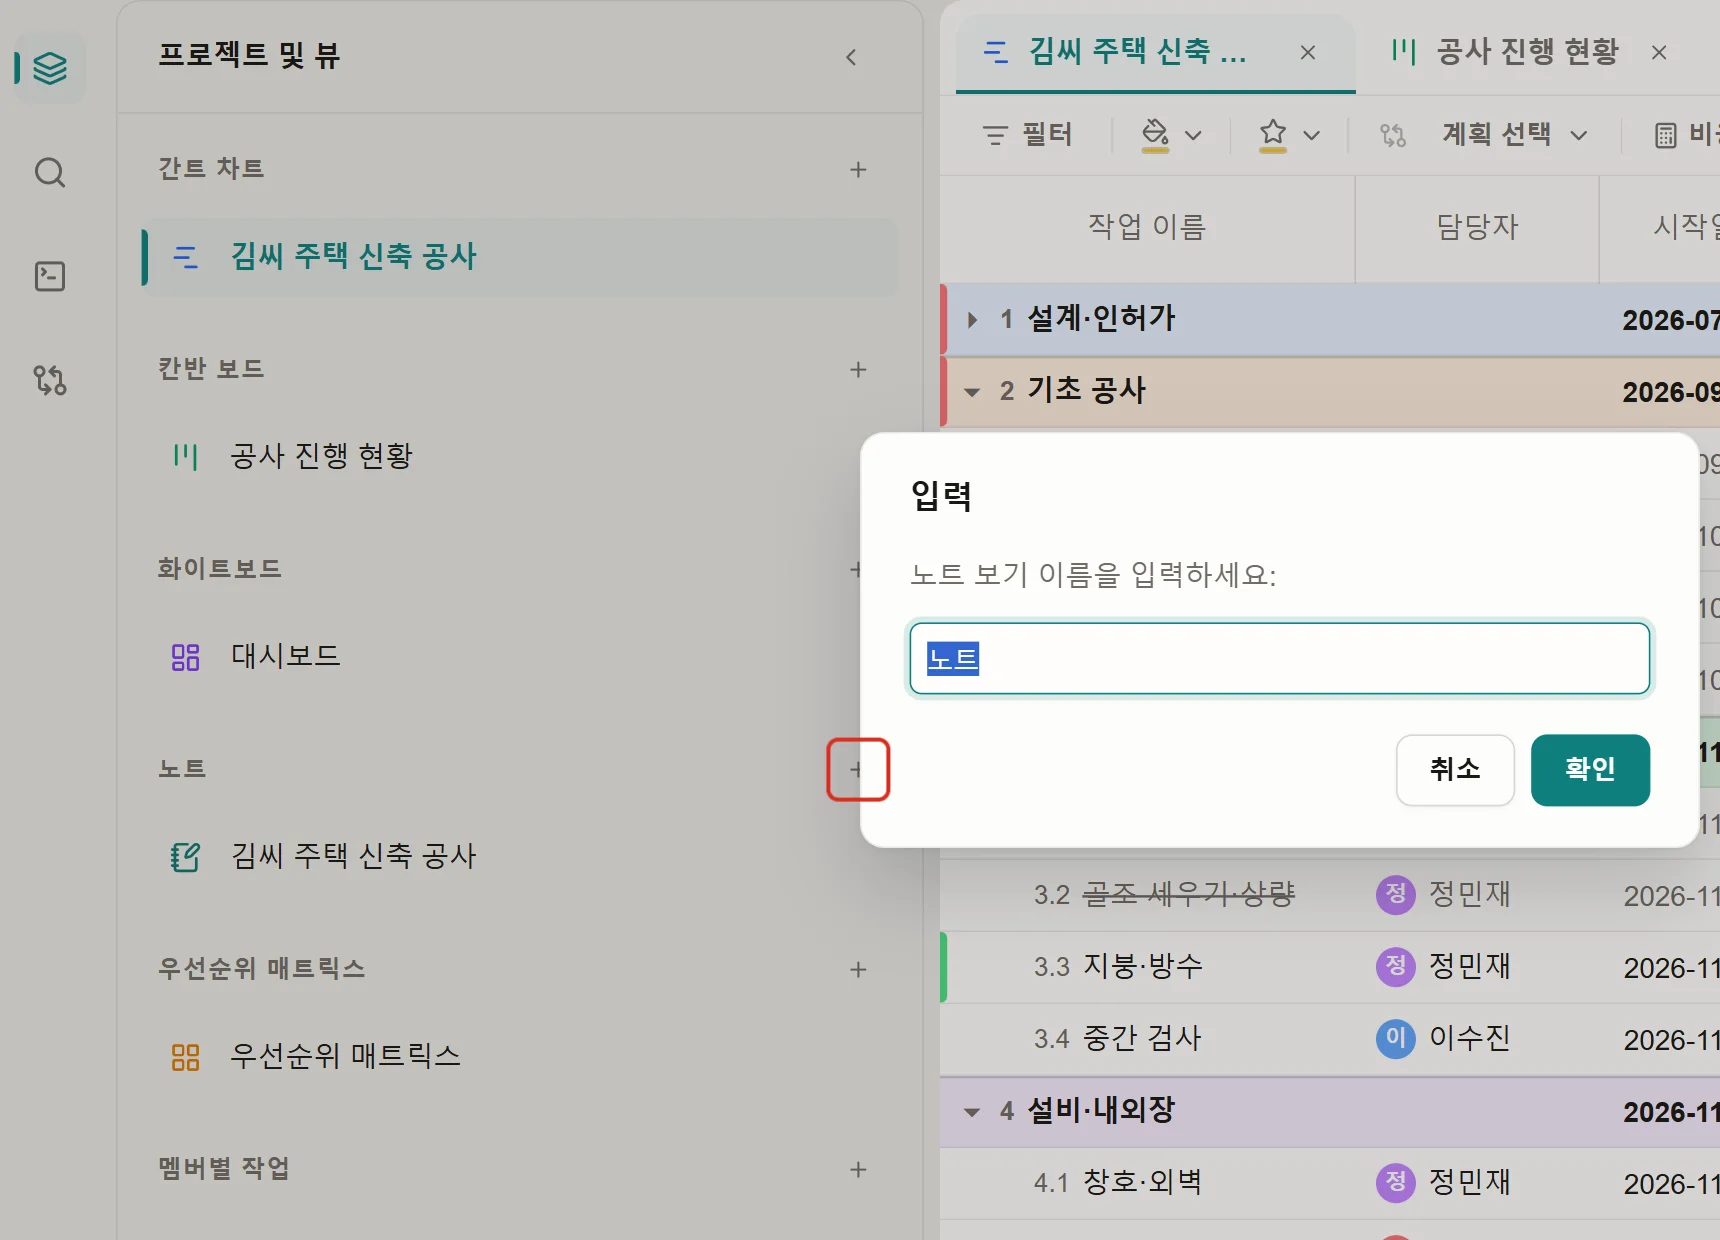 프로젝트 및 뷰
간트 차트
김씨 주택 신축 공사
칸반 보드
공사 진행 현황
화이트보드
대시보드
노트
김씨 주택 신축 공사
우선순위 매트릭스
우선순위 매트릭스
멤버별 작업
김씨 주택 신축 ...
공사 진행 현황
필터
계획 선택
작업 이름
담당자
시작일
1 설계·인허가 2026-07
2 기초 공사 2026-09
09
10
10
10
입력
노트 보기 이름을 입력하세요:
노트
취소
확인
11
11
3.2 골조 세우기·상량 정 정민재 2026-11
3.3 지붕·방수 정 정민재 2026-11
3.4 중간 검사 이 이수진 2026-11
4 설비·내외장 2026-11
4.1 창호·외벽 정 정민재 2026-11